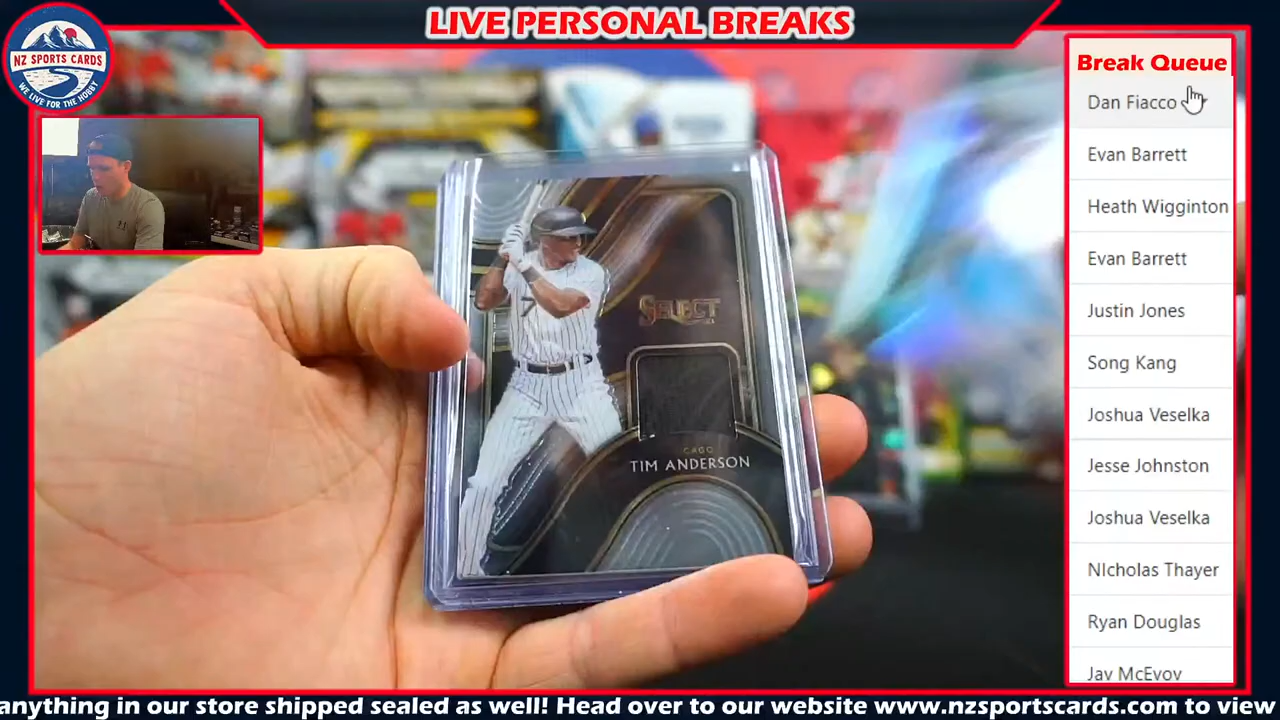 LIVE PERSONAL BREAKS
NZ SPORTS CARDS
WE LIVE FOR THE HOBBY
Break Queue
Dan Fiacco
Evan Barrett
Heath Wigginton
Evan Barrett
Justin Jones
Song Kang
Joshua Veselka
Jesse Johnston
Joshua Veselka
NIcholas Thayer
Ryan Douglas
Jay McEvoy
7
SELECT
CAGO
TIM ANDERSON
anything in our store shipped sealed as well! Head over to our website www.nzsportscards.com to view